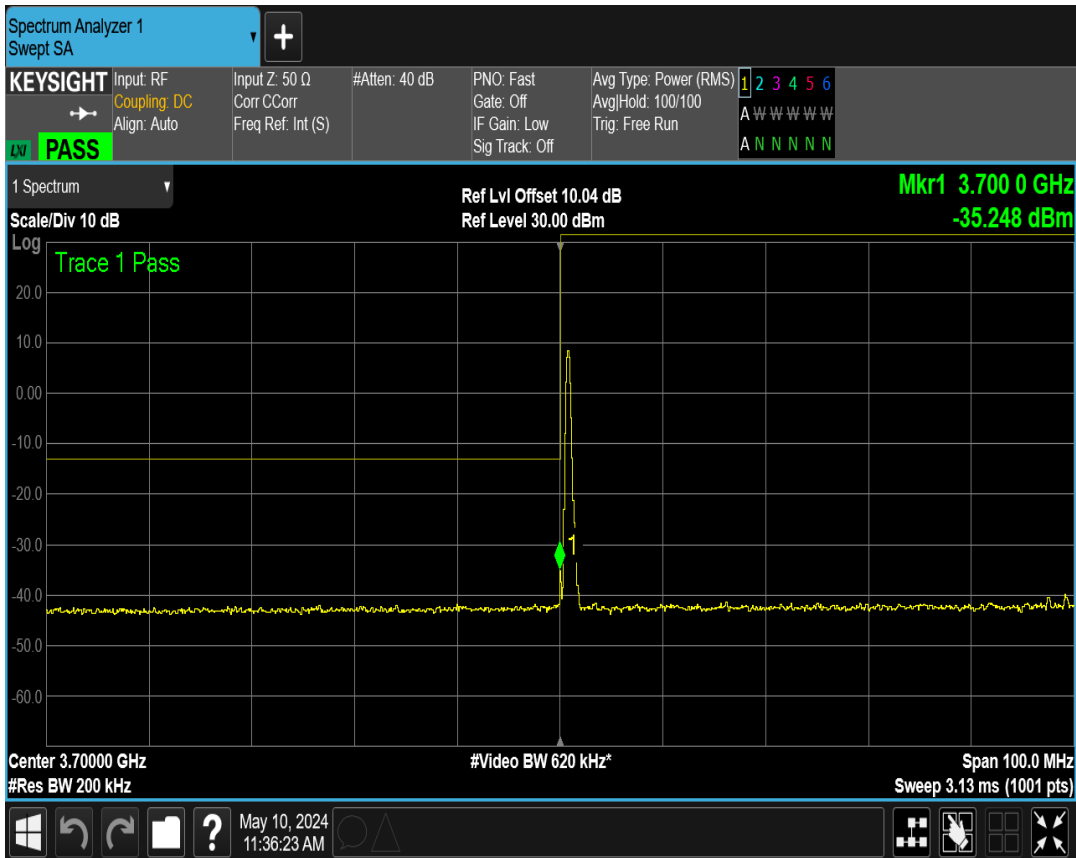 Spectrum Analyzer 1
Swept SA
+
KEYSIGHT
LXI PASS
Input: RF
Coupling: DC
Align: Auto
Input Z: 50 Ω
Corr CCorr
Freq Ref: Int (S)
#Atten: 40 dB
PNO: Fast
Gate: Off
IF Gain: Low
Sig Track: Off
Avg Type: Power (RMS)
Avg|Hold: 100/100
Trig: Free Run
1 2 3 4 5 6
A W W W W W
A N N N N N
1 Spectrum
Scale/Div 10 dB
Ref Lvl Offset 10.04 dB
Ref Level 30.00 dBm
Mkr1 3.700 0 GHz
-35.248 dBm
Log
Trace 1 Pass
20.0
10.0
0.00
-10.0
-20.0
-30.0
-40.0
-50.0
-60.0
1
Center 3.70000 GHz
#Res BW 200 kHz
#Video BW 620 kHz*
Span 100.0 MHz
Sweep 3.13 ms (1001 pts)
?
May 10, 2024
11:36:23 AM